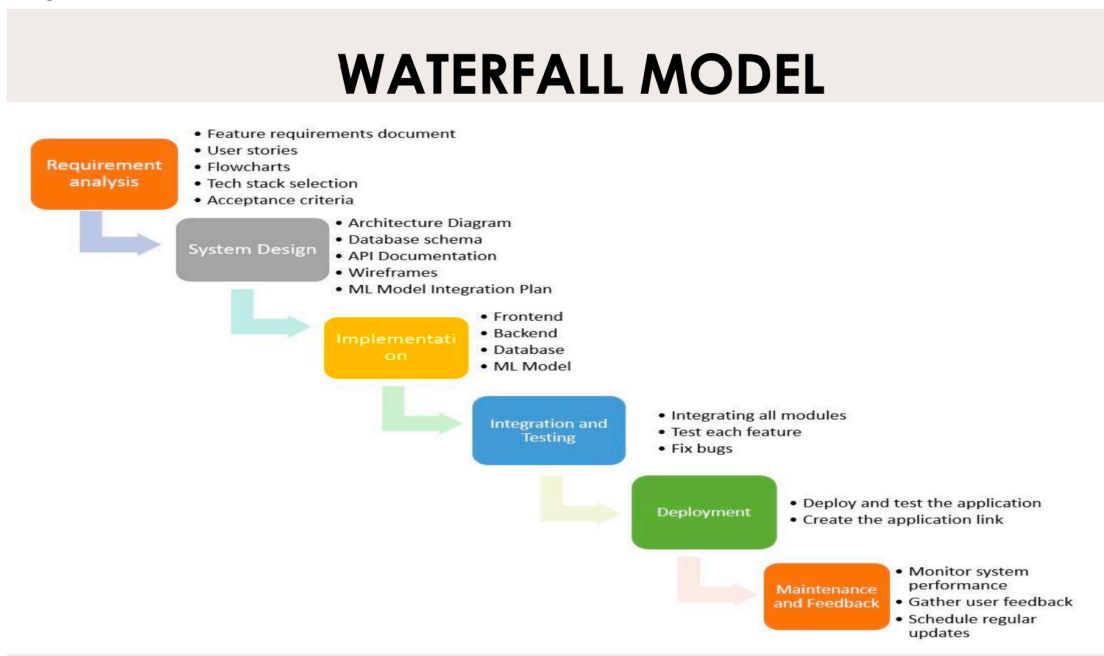 WATERFALL MODEL
Requirement
analysis
• Feature requirements document
• User stories
• Flowcharts
• Tech stack selection
• Acceptance criteria
System Design
• Architecture Diagram
• Database schema
• API Documentation
• Wireframes
• ML Model Integration Plan
Implementati
on
• Frontend
• Backend
• Database
• ML Model
Integration and
Testing
• Integrating all modules
• Test each feature
• Fix bugs
Deployment
• Deploy and test the application
• Create the application link
Maintenance
and Feedback
• Monitor system
performance
• Gather user feedback
• Schedule regular
updates